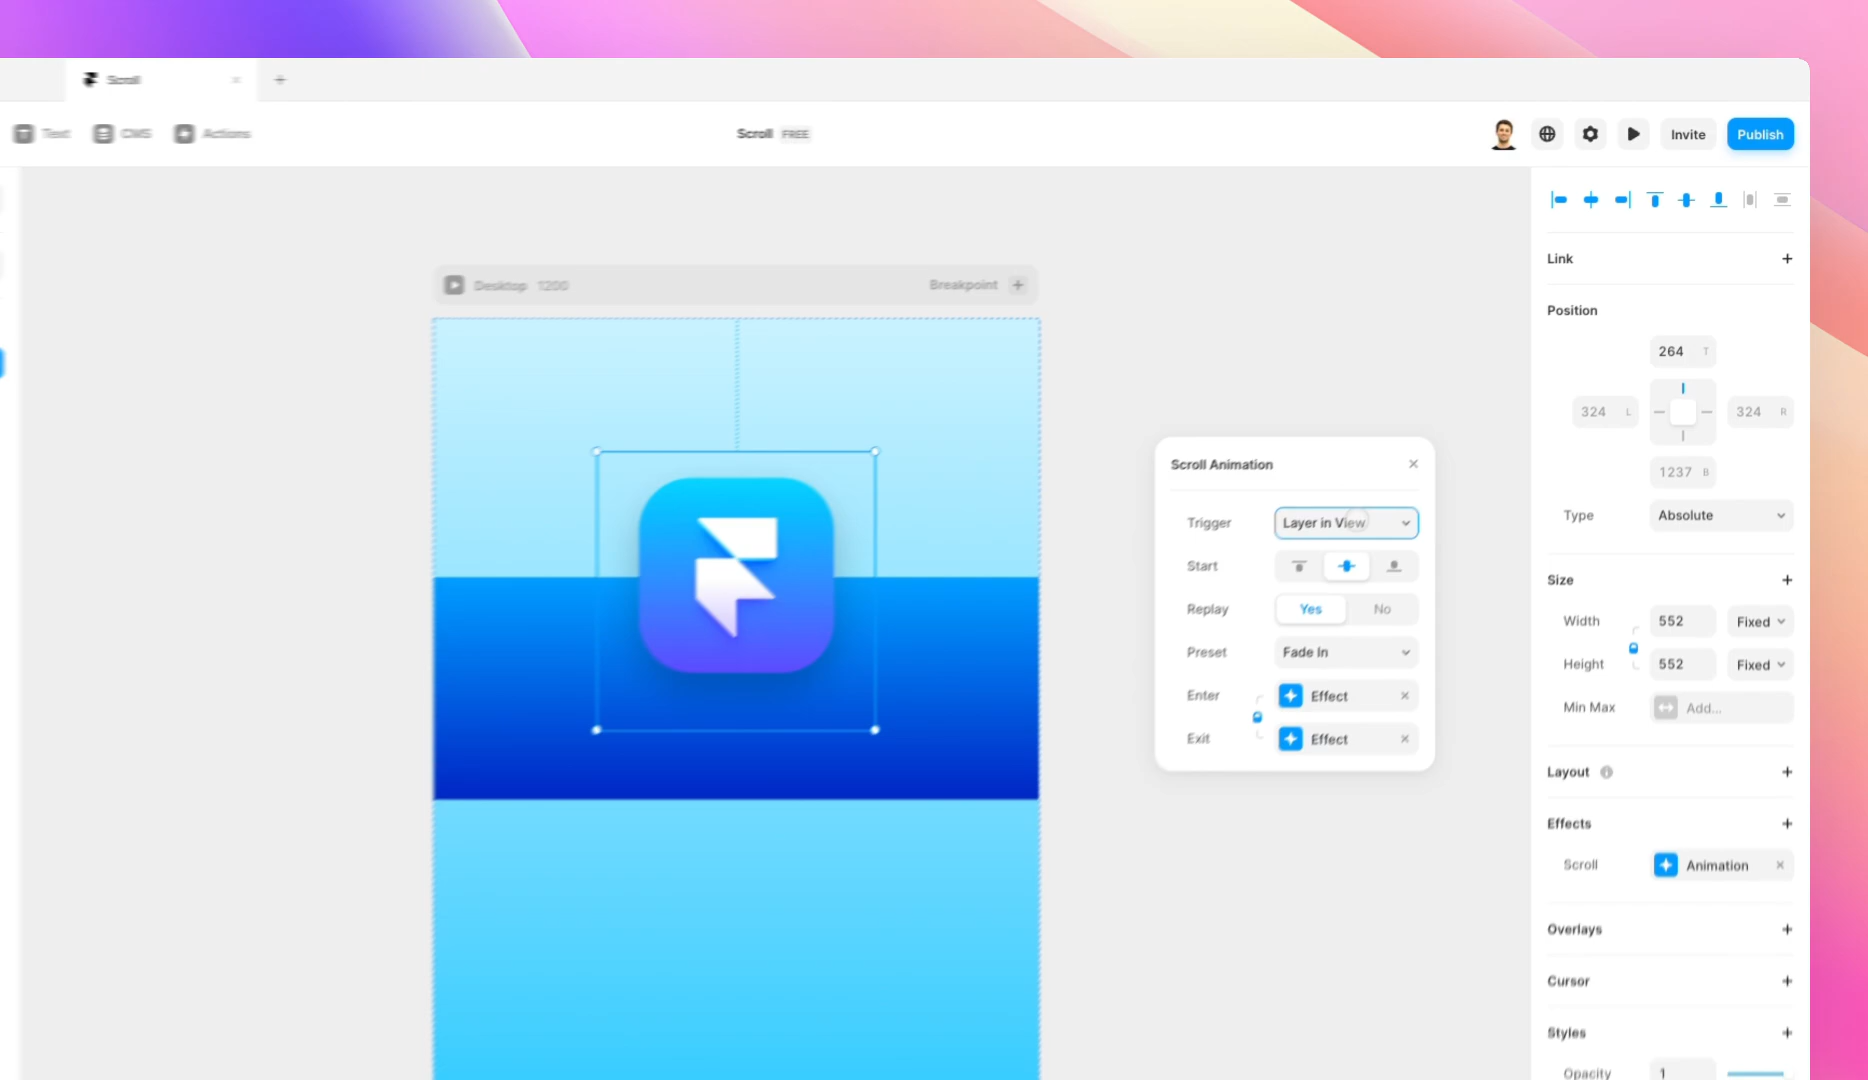 Scroll
Text CMS Actions
Scroll FREE
Invite Publish
Desktop 1200
Breakpoint
Link
Position
264 T
324 L
324 R
1237 B
Type Absolute
Size
Width 552 Fixed
Height 552 Fixed
Min Max Add...
Layout
Effects
Scroll Animation
Overlays
Cursor
Styles
Opacity 1
Scroll Animation
Trigger Layer in View
Start
Replay Yes No
Preset Fade In
Enter Effect
Exit Effect